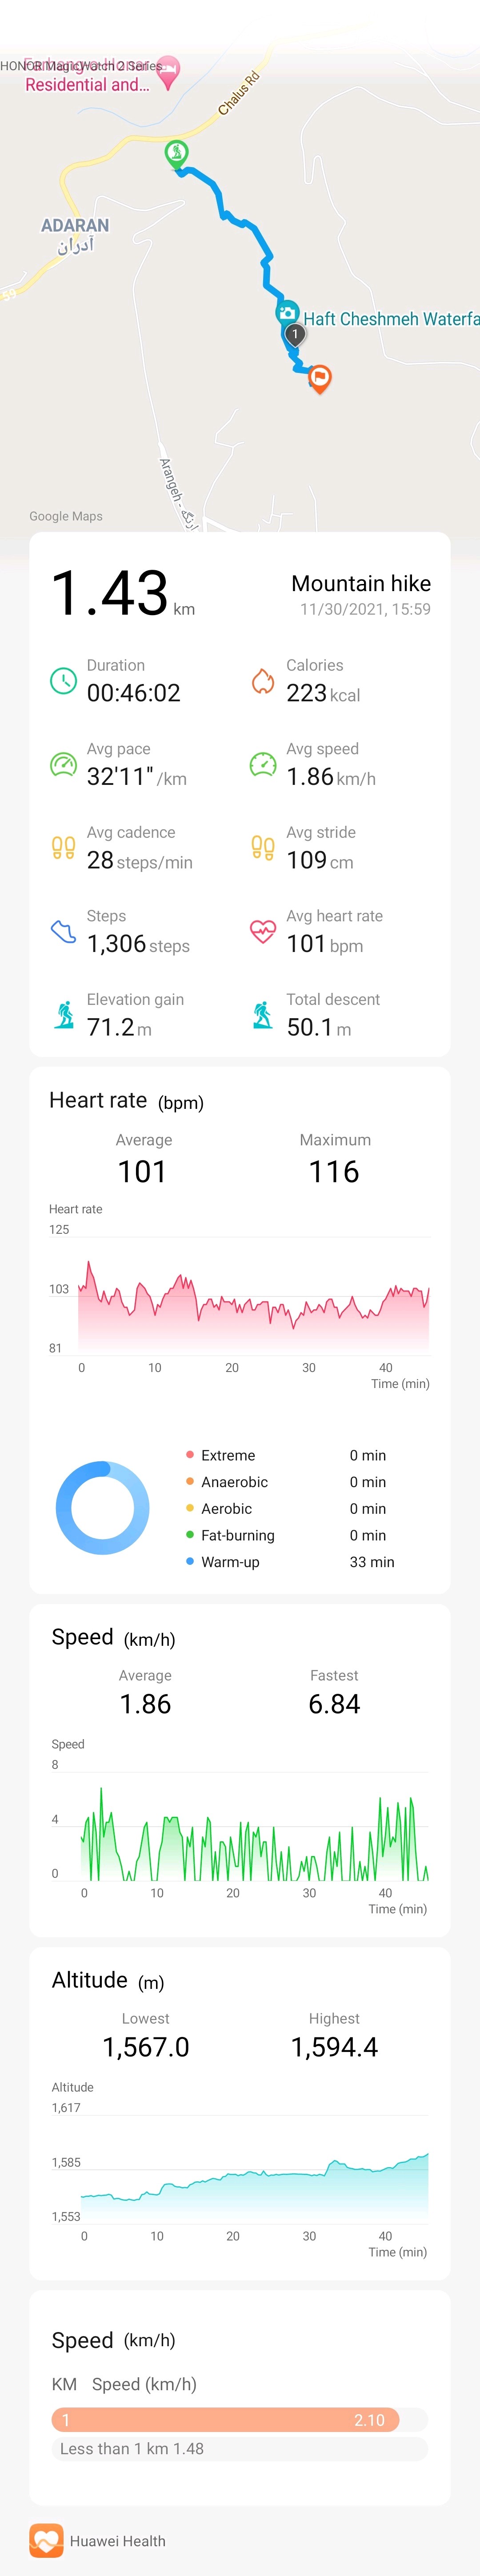 HONOR MagicWatch 2 Series
Residential and...
Chalus Rd
ADARAN
آدران
59
Haft Cheshmeh Waterfa
1
Arangeh - ارنگه
Google Maps
1.43 km
Mountain hike
11/30/2021, 15:59
Duration
00:46:02
Calories
223 kcal
Avg pace
32'11" /km
Avg speed
1.86 km/h
Avg cadence
28 steps/min
Avg stride
109 cm
Steps
1,306 steps
Avg heart rate
101 bpm
Elevation gain
71.2 m
Total descent
50.1 m
Heart rate (bpm)
Average Maximum
101 116
Heart rate
125
103
81
0 10 20 30 40
Time (min)
Extreme 0 min
Anaerobic 0 min
Aerobic 0 min
Fat-burning 0 min
Warm-up 33 min
Speed (km/h)
Average Fastest
1.86 6.84
Speed
8
4
0
0 10 20 30 40
Time (min)
Altitude (m)
Lowest Highest
1,567.0 1,594.4
Altitude
1,617
1,585
1,553
0 10 20 30 40
Time (min)
Speed (km/h)
KM Speed (km/h)
1 2.10
Less than 1 km 1.48
Huawei Health